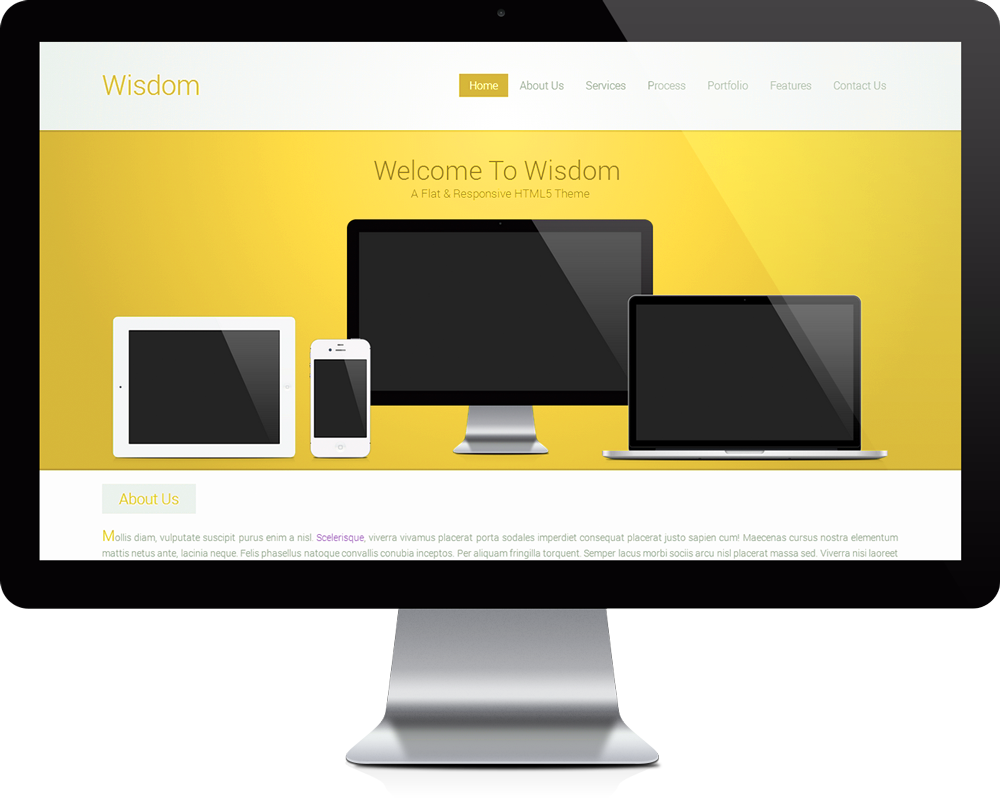 Wisdom
Home About Us Services Process Portfolio Features Contact Us
Welcome To Wisdom
A Flat & Responsive HTML5 Theme
About Us
Mollis diam, vulputate suscipit purus enim a nisl. Scelerisque, viverra vivamus placerat porta sodales imperdiet consequat placerat justo sapien cum! Maecenas cursus nostra elementum
mattis netus ante, lacinia neque. Felis phasellus natoque convallis conubia inceptos. Per aliquam fringilla torquent. Semper lacus morbi sociis arcu nisl placerat massa sed. Viverra nisi laoreet